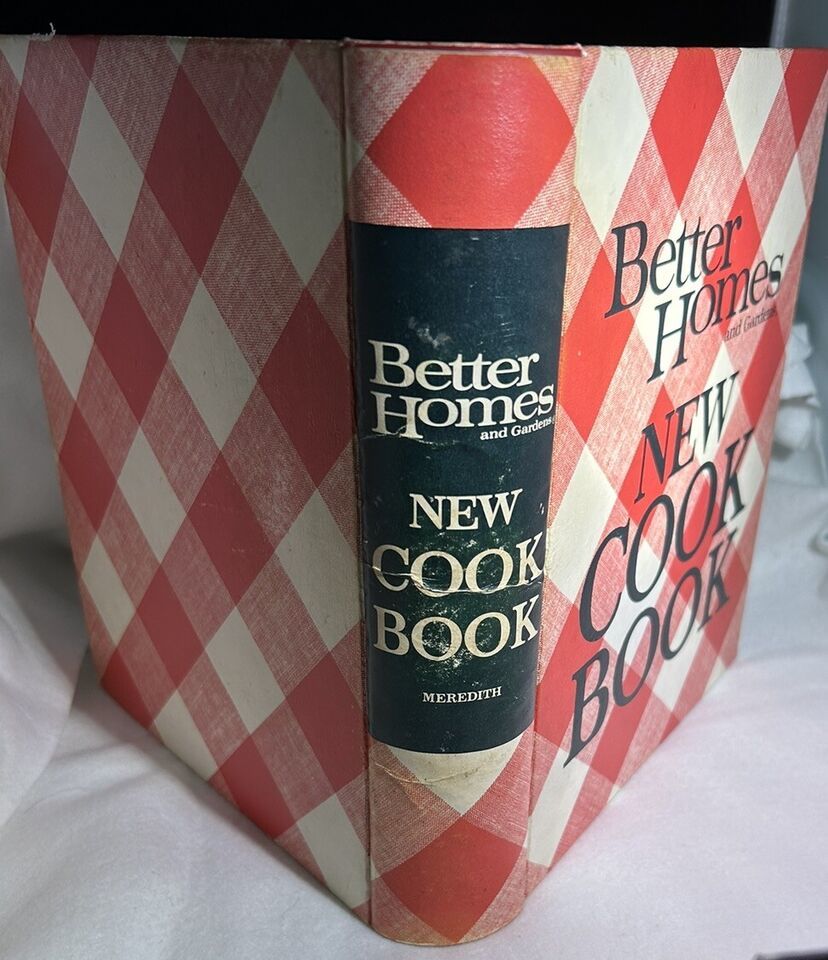 Better
Homes
and Gardens®
NEW
COOK
BOOK
MEREDITH
Better
Homes
and Gardens
NEW
COOK
BOOK